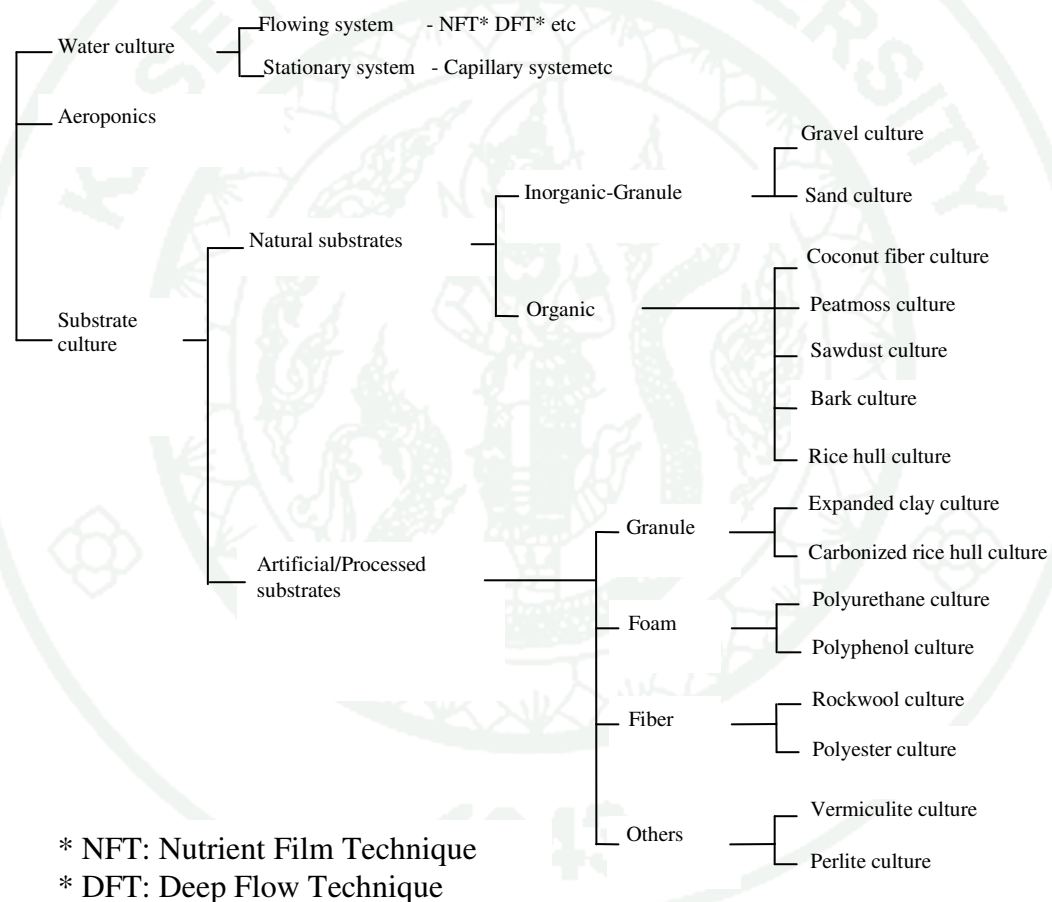 Water culture
Flowing system - NFT* DFT* etc
Stationary system - Capillary systemetc
Aeroponics
Substrate
culture
Natural substrates
Inorganic-Granule
Gravel culture
Sand culture
Organic
Coconut fiber culture
Peatmoss culture
Sawdust culture
Bark culture
Rice hull culture
Artificial/Processed
substrates
Granule
Expanded clay culture
Carbonized rice hull culture
Foam
Polyurethane culture
Polyphenol culture
Fiber
Rockwool culture
Polyester culture
Others
Vermiculite culture
Perlite culture
* NFT: Nutrient Film Technique
* DFT: Deep Flow Technique